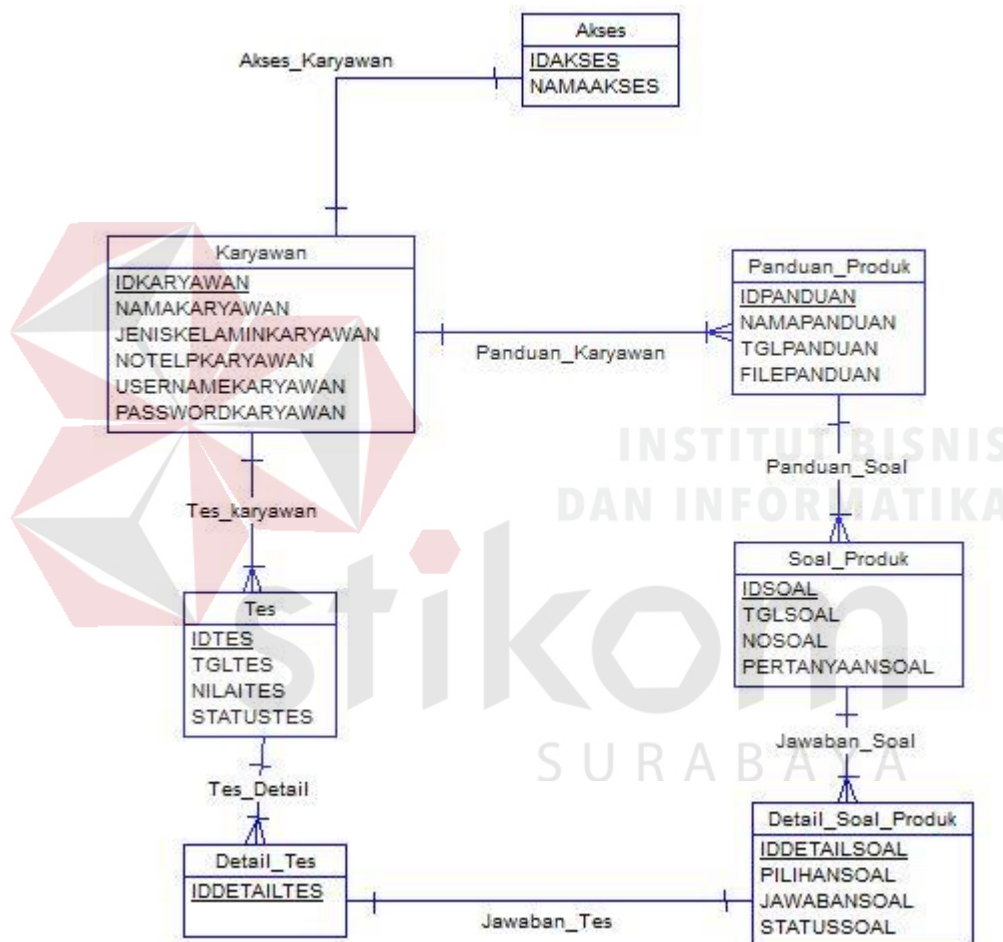 Akses
IDAKSES
NAMAAKSES
Akses_Karyawan
Karyawan
IDKARYAWAN
NAMAKARYAWAN
JENISKELAMINKARYAWAN
NOTELPKARYAWAN
USERNAMEKARYAWAN
PASSWORDKARYAWAN
Panduan_Karyawan
Panduan_Produk
IDPANDUAN
NAMAPANDUAN
TGLPANDUAN
FILEPANDUAN
INSTITUT BISNIS
DAN INFORMATIKA
Panduan_Soal
Tes_karyawan
Soal_Produk
IDSOAL
TGLSOAL
NOSOAL
PERTANYAANSOAL
Tes
IDTES
TGLTES
NILAITES
STATUSTES
stikom
SURABAYA
Jawaban_Soal
Tes_Detail
Detail_Soal_Produk
IDDETAILSOAL
PILIHANSOAL
JAWABANSOAL
STATUSSOAL
Detail_Tes
IDDETAILTES
Jawaban_Tes